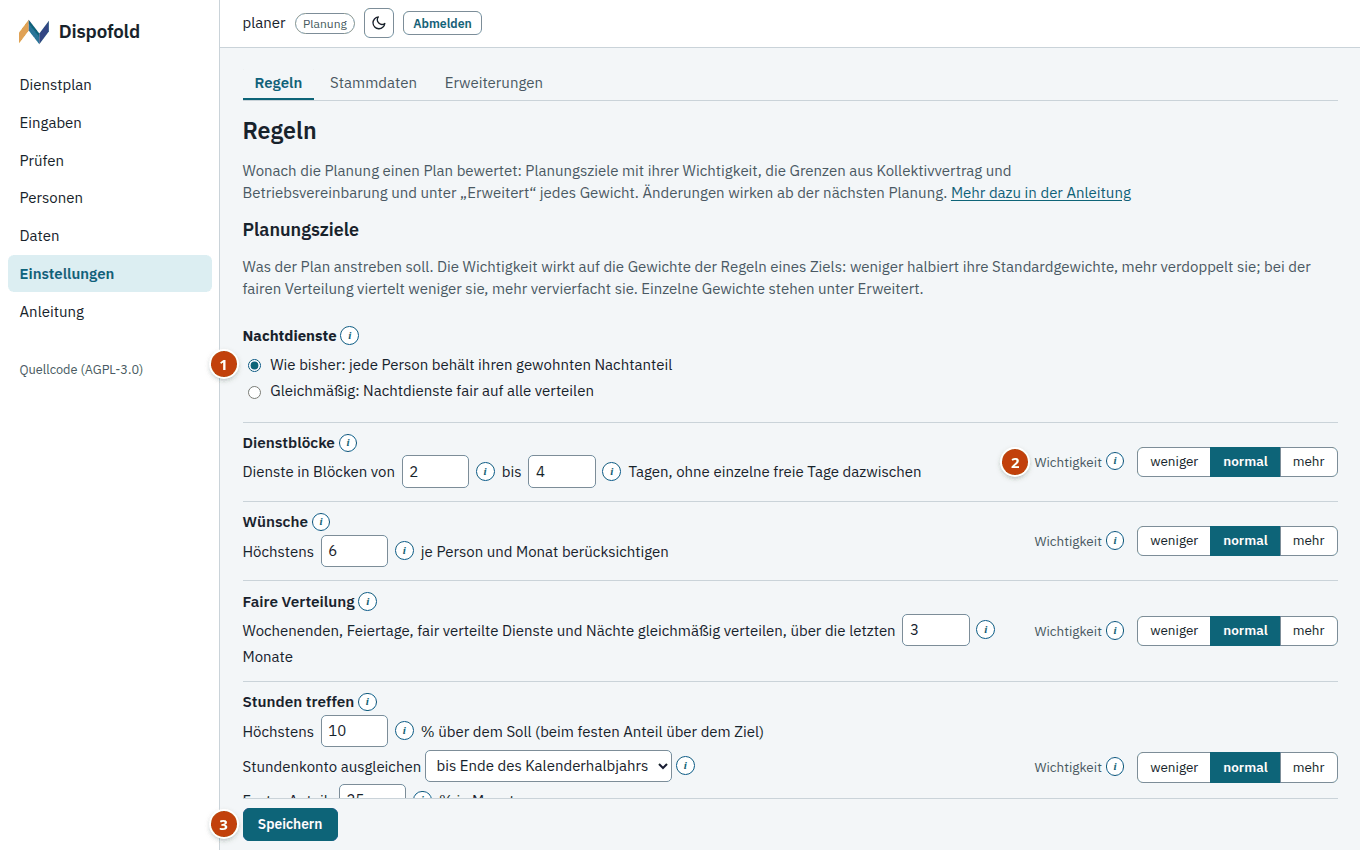 Dispofold
Dienstplan
Eingaben
Prüfen
Personen
Daten
Einstellungen
Anleitung
Quellcode (AGPL-3.0)
planer Planung Abmelden
Regeln Stammdaten Erweiterungen
Regeln
Wonach die Planung einen Plan bewertet: Planungsziele mit ihrer Wichtigkeit, die Grenzen aus Kollektivvertrag und
Betriebsvereinbarung und unter „Erweitert“ jedes Gewicht. Änderungen wirken ab der nächsten Planung. Mehr dazu in der Anleitung
Planungsziele
Was der Plan anstreben soll. Die Wichtigkeit wirkt auf die Gewichte der Regeln eines Ziels: weniger halbiert ihre Standardgewichte, mehr verdoppelt sie; bei der
fairen Verteilung viertelt weniger sie, mehr vervierfacht sie. Einzelne Gewichte stehen unter Erweitert.
Nachtdienste i
1 Wie bisher: jede Person behält ihren gewohnten Nachtanteil
Gleichmäßig: Nachtdienste fair auf alle verteilen
Dienstblöcke i
Dienste in Blöcken von 2 i bis 4 i Tagen, ohne einzelne freie Tage dazwischen
2 Wichtigkeit i weniger normal mehr
Wünsche i
Höchstens 6 i je Person und Monat berücksichtigen
Wichtigkeit i weniger normal mehr
Faire Verteilung i
Wochenenden, Feiertage, fair verteilte Dienste und Nächte gleichmäßig verteilen, über die letzten 3 i
Monate
Wichtigkeit i weniger normal mehr
Stunden treffen i
Höchstens 10 i % über dem Soll (beim festen Anteil über dem Ziel)
Stundenkonto ausgleichen bis Ende des Kalenderhalbjahrs i
Wichtigkeit i weniger normal mehr
3 Speichern